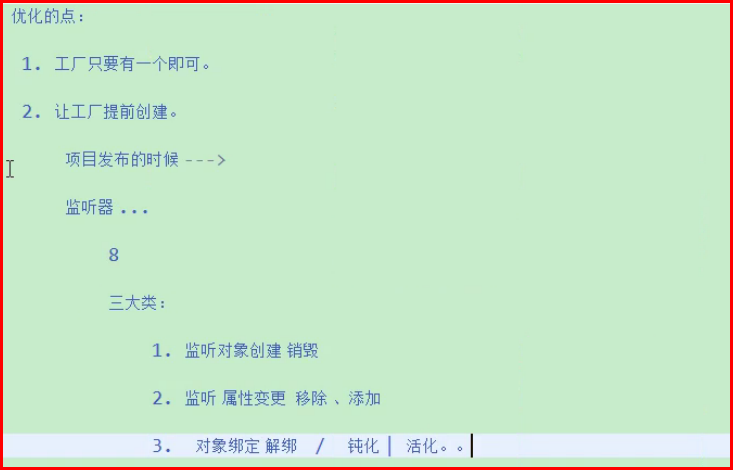 优化的点：
1. 工厂只要有一个即可。
2. 让工厂提前创建。
项目发布的时候 --->
监听器 ...
8
三大类：
1. 监听对象创建 销毁
2. 监听 属性变更 移除 、添加
3. 对象绑定 解绑 / 钝化 | 活化。。